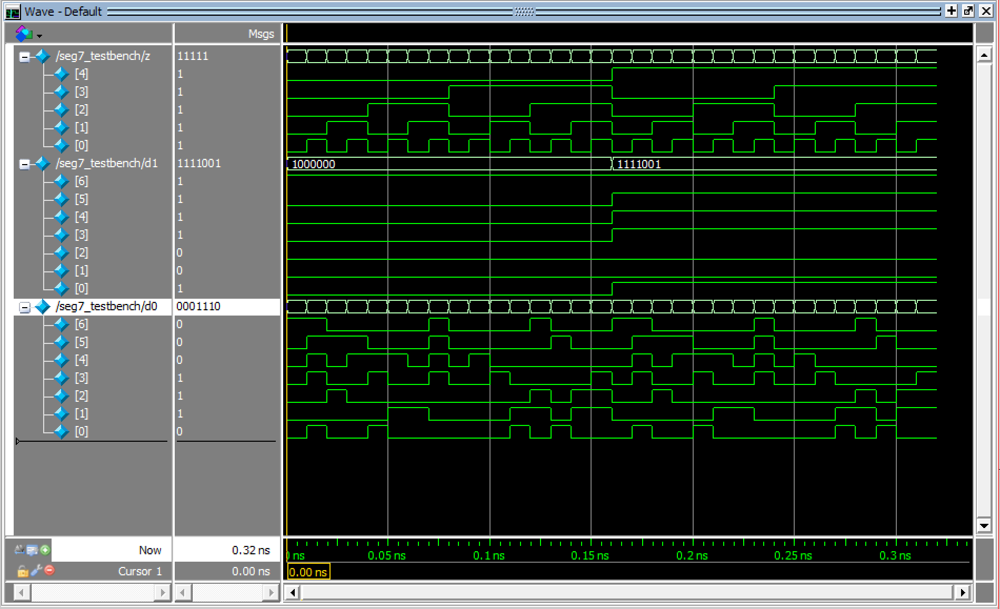 Wave - Default
Msgs
/seg7_testbench/z 11111
[4] 1
[3] 1
[2] 1
[1] 1
[0] 1
/seg7_testbench/d1 1111001 1000000 1111001
[6] 1
[5] 1
[4] 1
[3] 1
[2] 0
[1] 0
[0] 1
/seg7_testbench/d0 0001110
[6] 0
[5] 0
[4] 0
[3] 1
[2] 1
[1] 1
[0] 0
Now 0.32 ns ns 0.05 ns 0.1 ns 0.15 ns 0.2 ns 0.25 ns 0.3 ns
Cursor 1 0.00 ns 0.00 ns